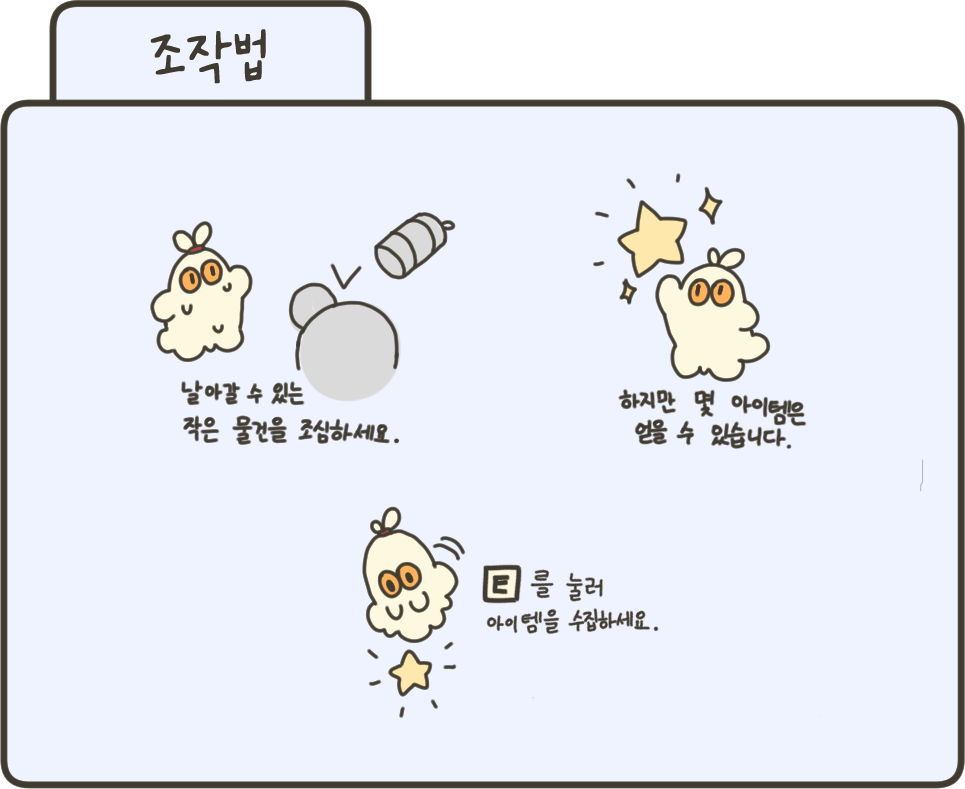 조작법
날아갈 수 있는
작은 물건을 조심하세요.
하지만 몇 아이템은
얻을 수 있습니다.
E를 눌러
아이템을 수집하세요.